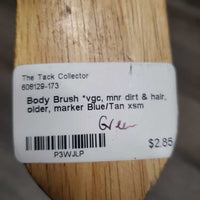 The Tack Collector
608129-173
Body Brush *vgc, mnr dirt & hair,
older, marker Blue/Tan xsm
Green
P3WJLP
$2.85